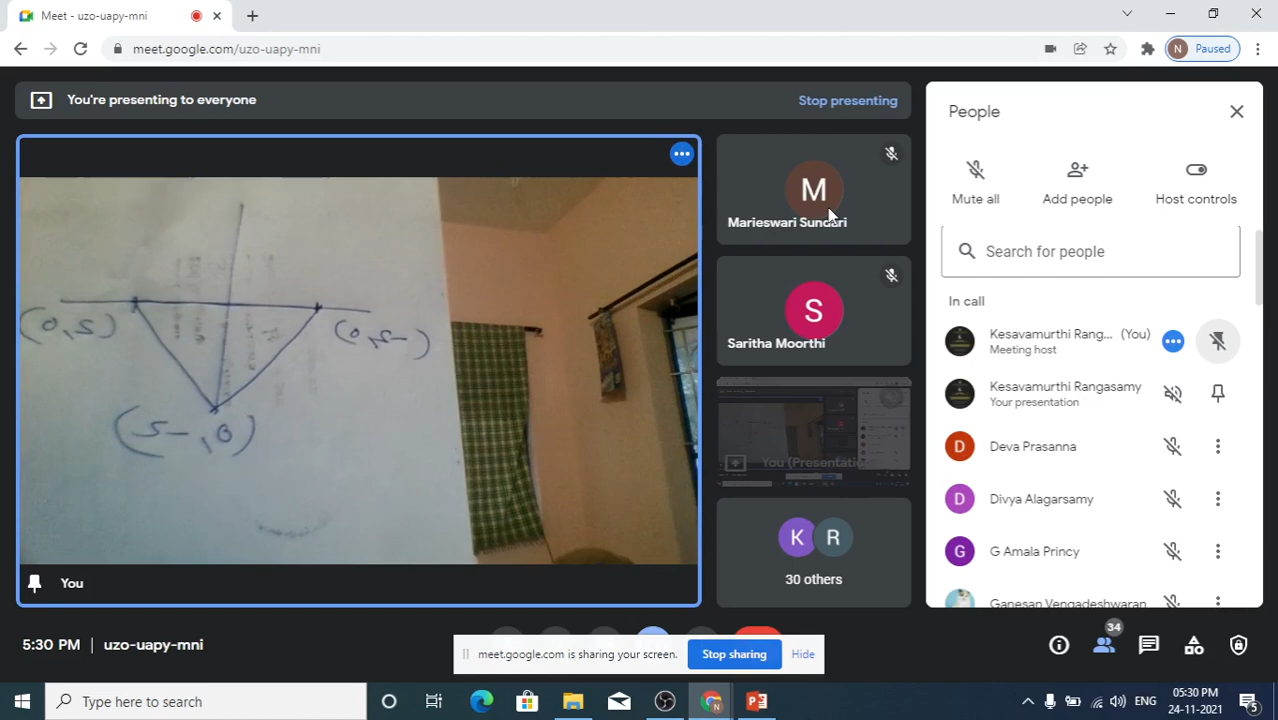 Meet - uzo-uapy-mni
meet.google.com/uzo-uapy-mni
N Paused
You're presenting to everyone
Stop presenting
M
Marieswari Sundari
S
Saritha Moorthi
You (Presentation)
K R
30 others
(5,0)
(-5,0)
(0,-5)
You
People
Mute all
Add people
Host controls
Search for people
In call
Kesavamurthi Rang... (You)
Meeting host
Kesavamurthi Rangasamy
Your presentation
D Deva Prasanna
D Divya Alagarsamy
G G Amala Princy
Ganesan Vengadeshwaran
5:30 PM | uzo-uapy-mni
34
meet.google.com is sharing your screen.
Stop sharing
Hide
Type here to search
N
ENG
05:30 PM
24-11-2021
5